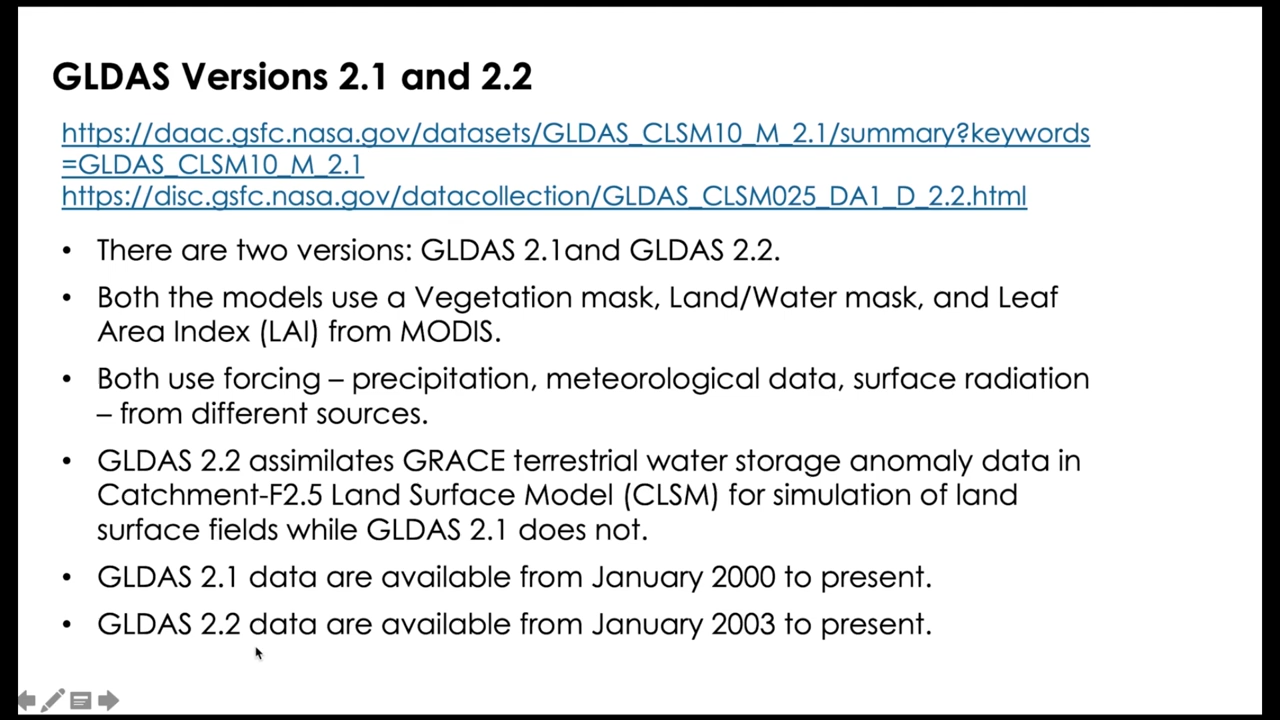 GLDAS Versions 2.1 and 2.2
https://daac.gsfc.nasa.gov/datasets/GLDAS_CLSM10_M_2.1/summary?keywords
=GLDAS_CLSM10_M_2.1
https://disc.gsfc.nasa.gov/datacollection/GLDAS_CLSM025_DA1_D_2.2.html
• There are two versions: GLDAS 2.1and GLDAS 2.2.
• Both the models use a Vegetation mask, Land/Water mask, and Leaf
Area Index (LAI) from MODIS.
• Both use forcing – precipitation, meteorological data, surface radiation
– from different sources.
• GLDAS 2.2 assimilates GRACE terrestrial water storage anomaly data in
Catchment-F2.5 Land Surface Model (CLSM) for simulation of land
surface fields while GLDAS 2.1 does not.
• GLDAS 2.1 data are available from January 2000 to present.
• GLDAS 2.2 data are available from January 2003 to present.